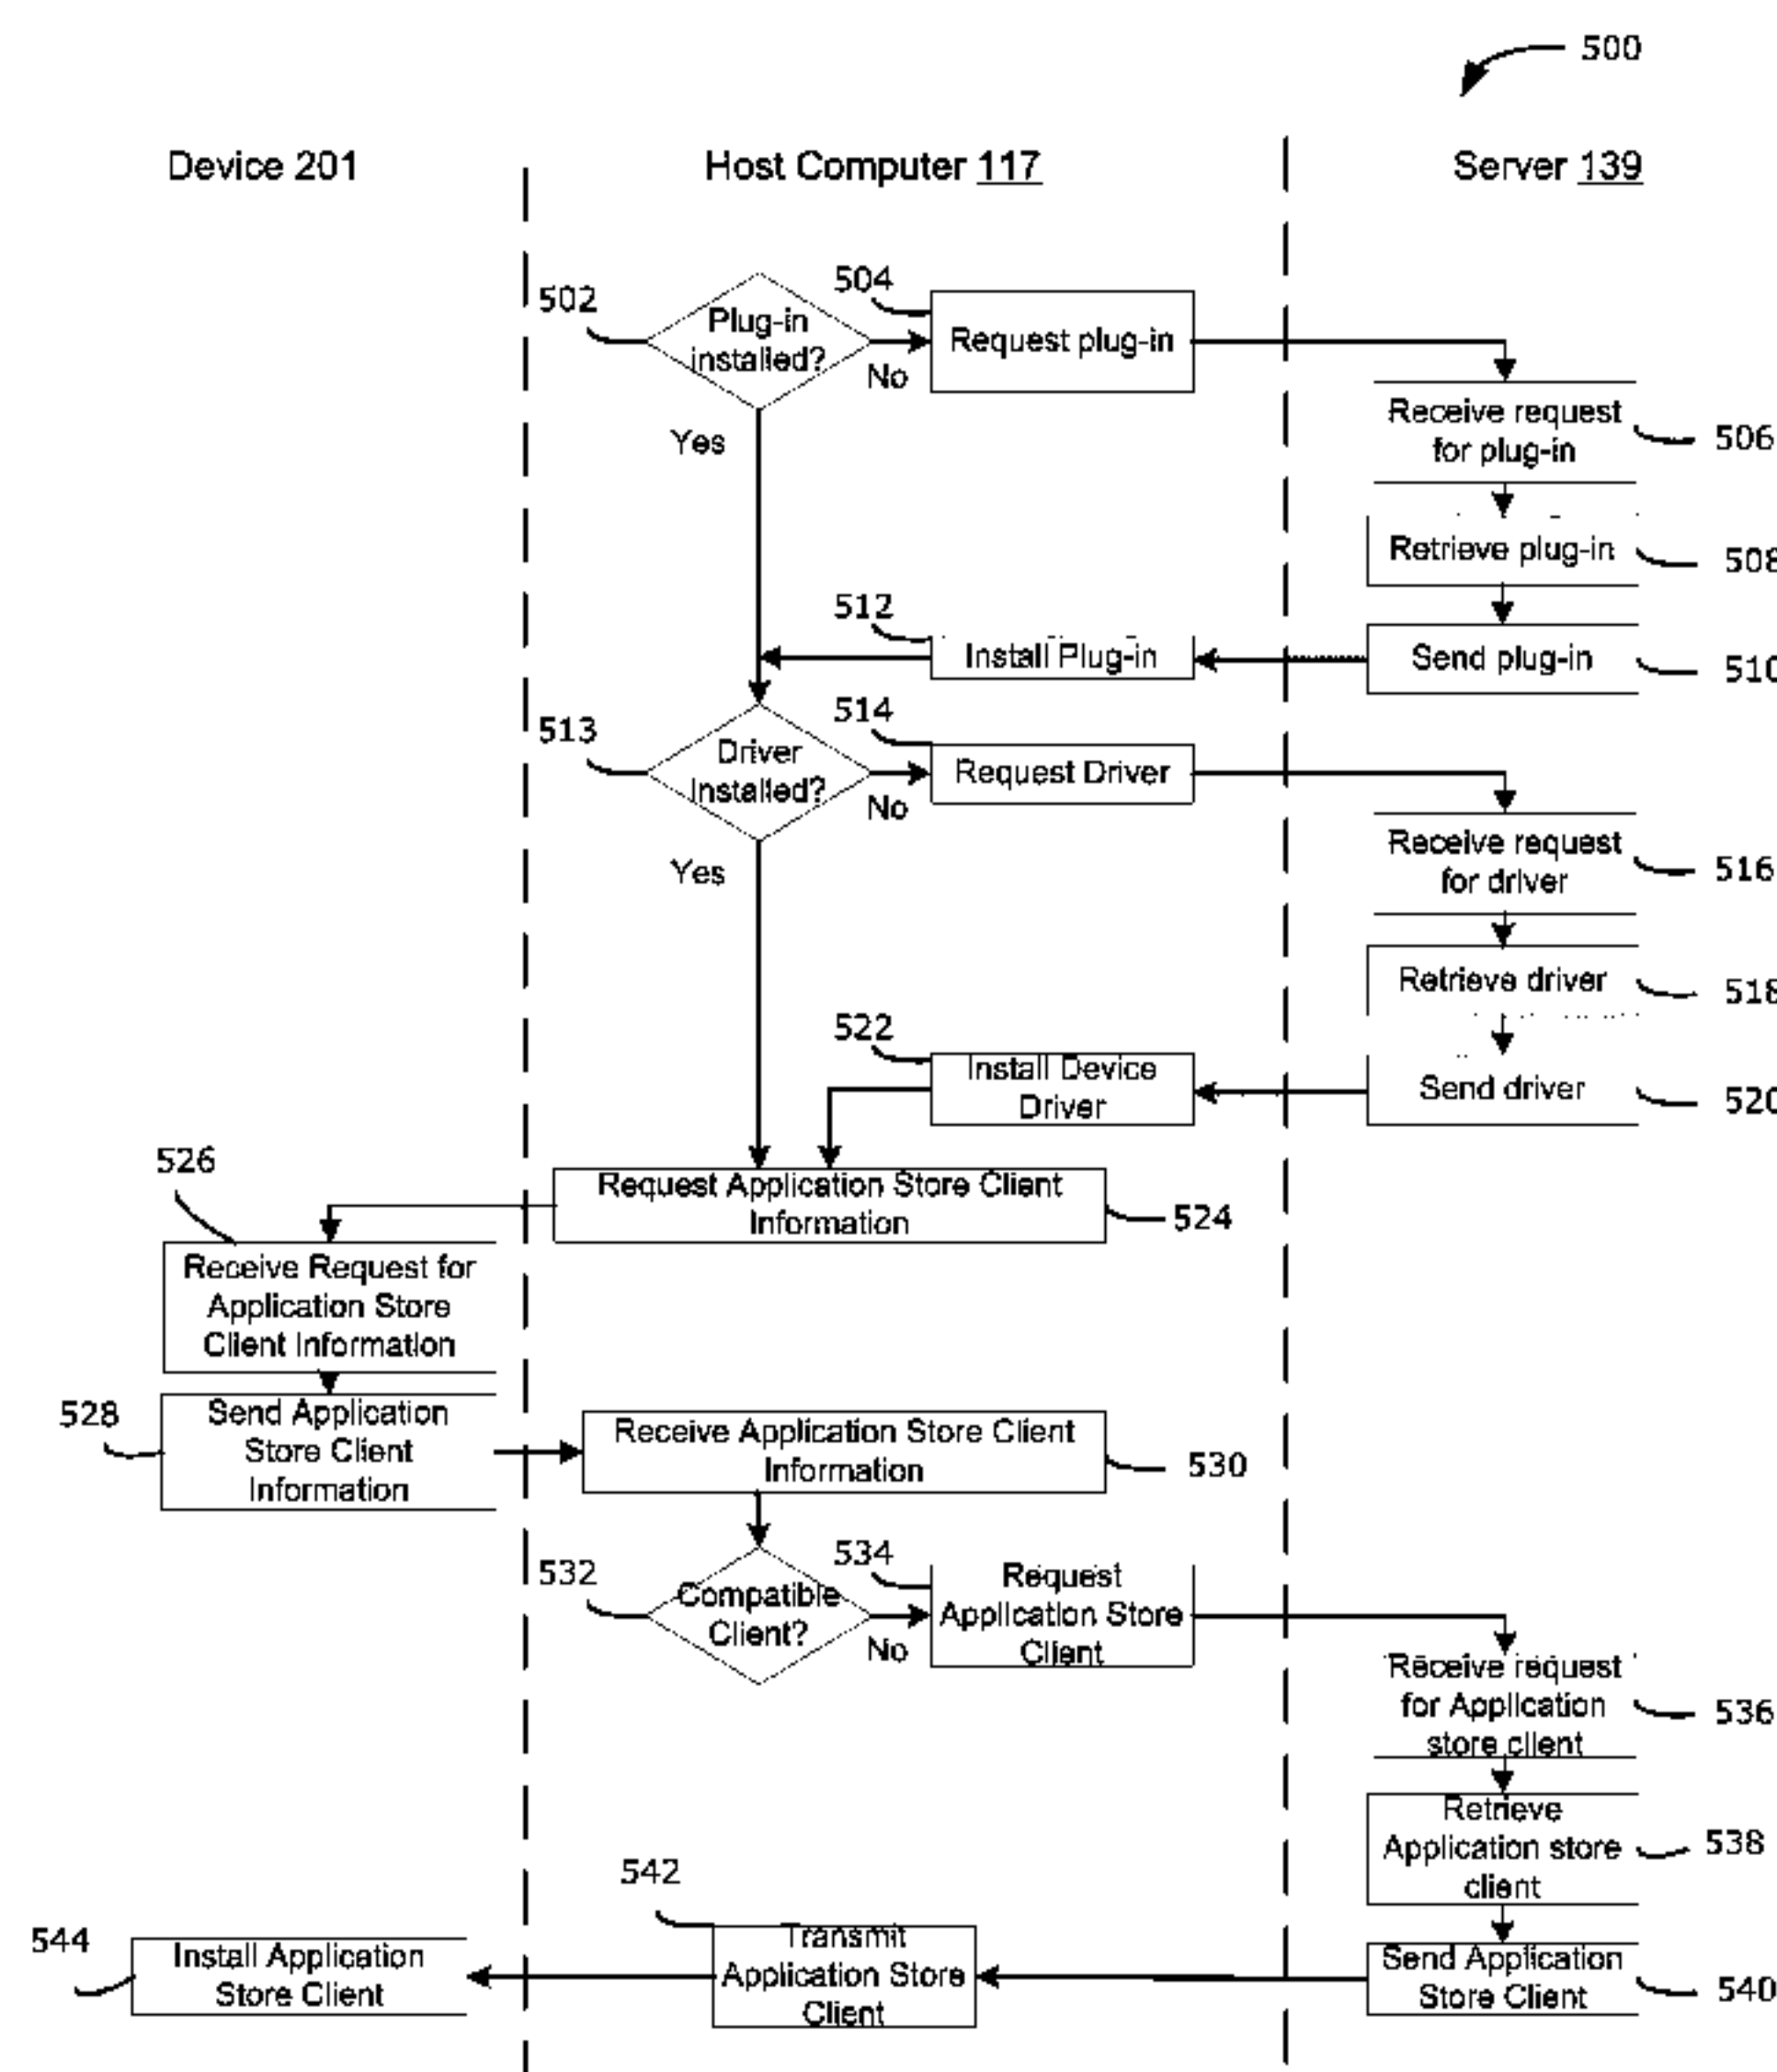 500
Device 201
Host Computer 117
Server 139
502
Plug-in
installed?
504
Request plug-in
No
Yes
Receive request
for plug-in
506
Retrieve plug-in
508
512
Install Plug-in
Send plug-in
510
513
Driver
Installed?
514
Request Driver
No
Yes
Receive request
for driver
516
Retrieve driver
518
522
Install Device
Driver
Send driver
520
526
Request Application Store Client
Information
524
Receive Request for
Application Store
Client Information
528
Send Application
Store Client
Information
Receive Application Store Client
Information
530
532
Compatible
Client?
534
Request
Application Store
Client
No
Receive request
for Application
store client
536
Retrieve
Application store
client
538
542
Transmit
Application Store
Client
544
Install Application
Store Client
Send Application
Store Client
540